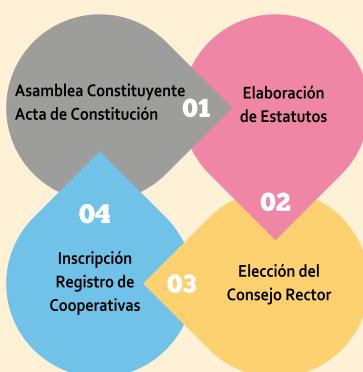 Asamblea Constituyente
Acta de Constitución
01
Elaboración
de Estatutos
02
Elección del
Consejo Rector
03
Inscripción
Registro de
Cooperativas
04